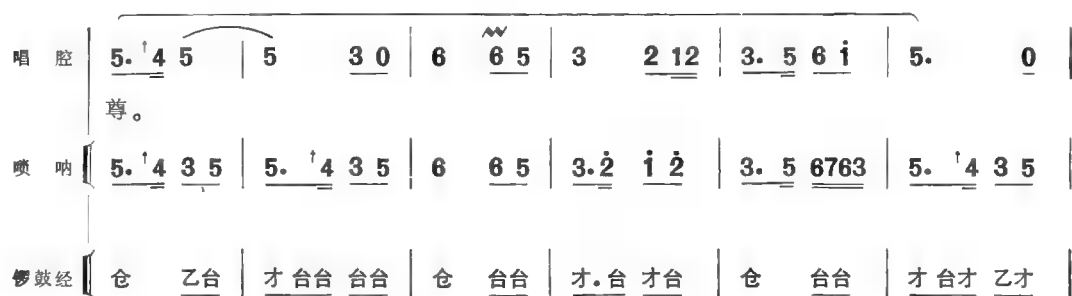 唱 腔 5. ↑4 5 | 5 3 0 | 6 6 5 | 3 2 12 | 3. 5 6 i̇ | 5. 0 |
尊。
唢 呐 5. ↑4 3 5 | 5. ↑4 3 5 | 6 6 5 | 3.2̇ i̇ 2̇ | 3. 5 6763 | 5. ↑4 3 5 |
锣鼓经 仓 乙台 | 才 台台 台台 | 仓 台台 | 才.台 才台 | 仓 台台 | 才 台才 乙才 |